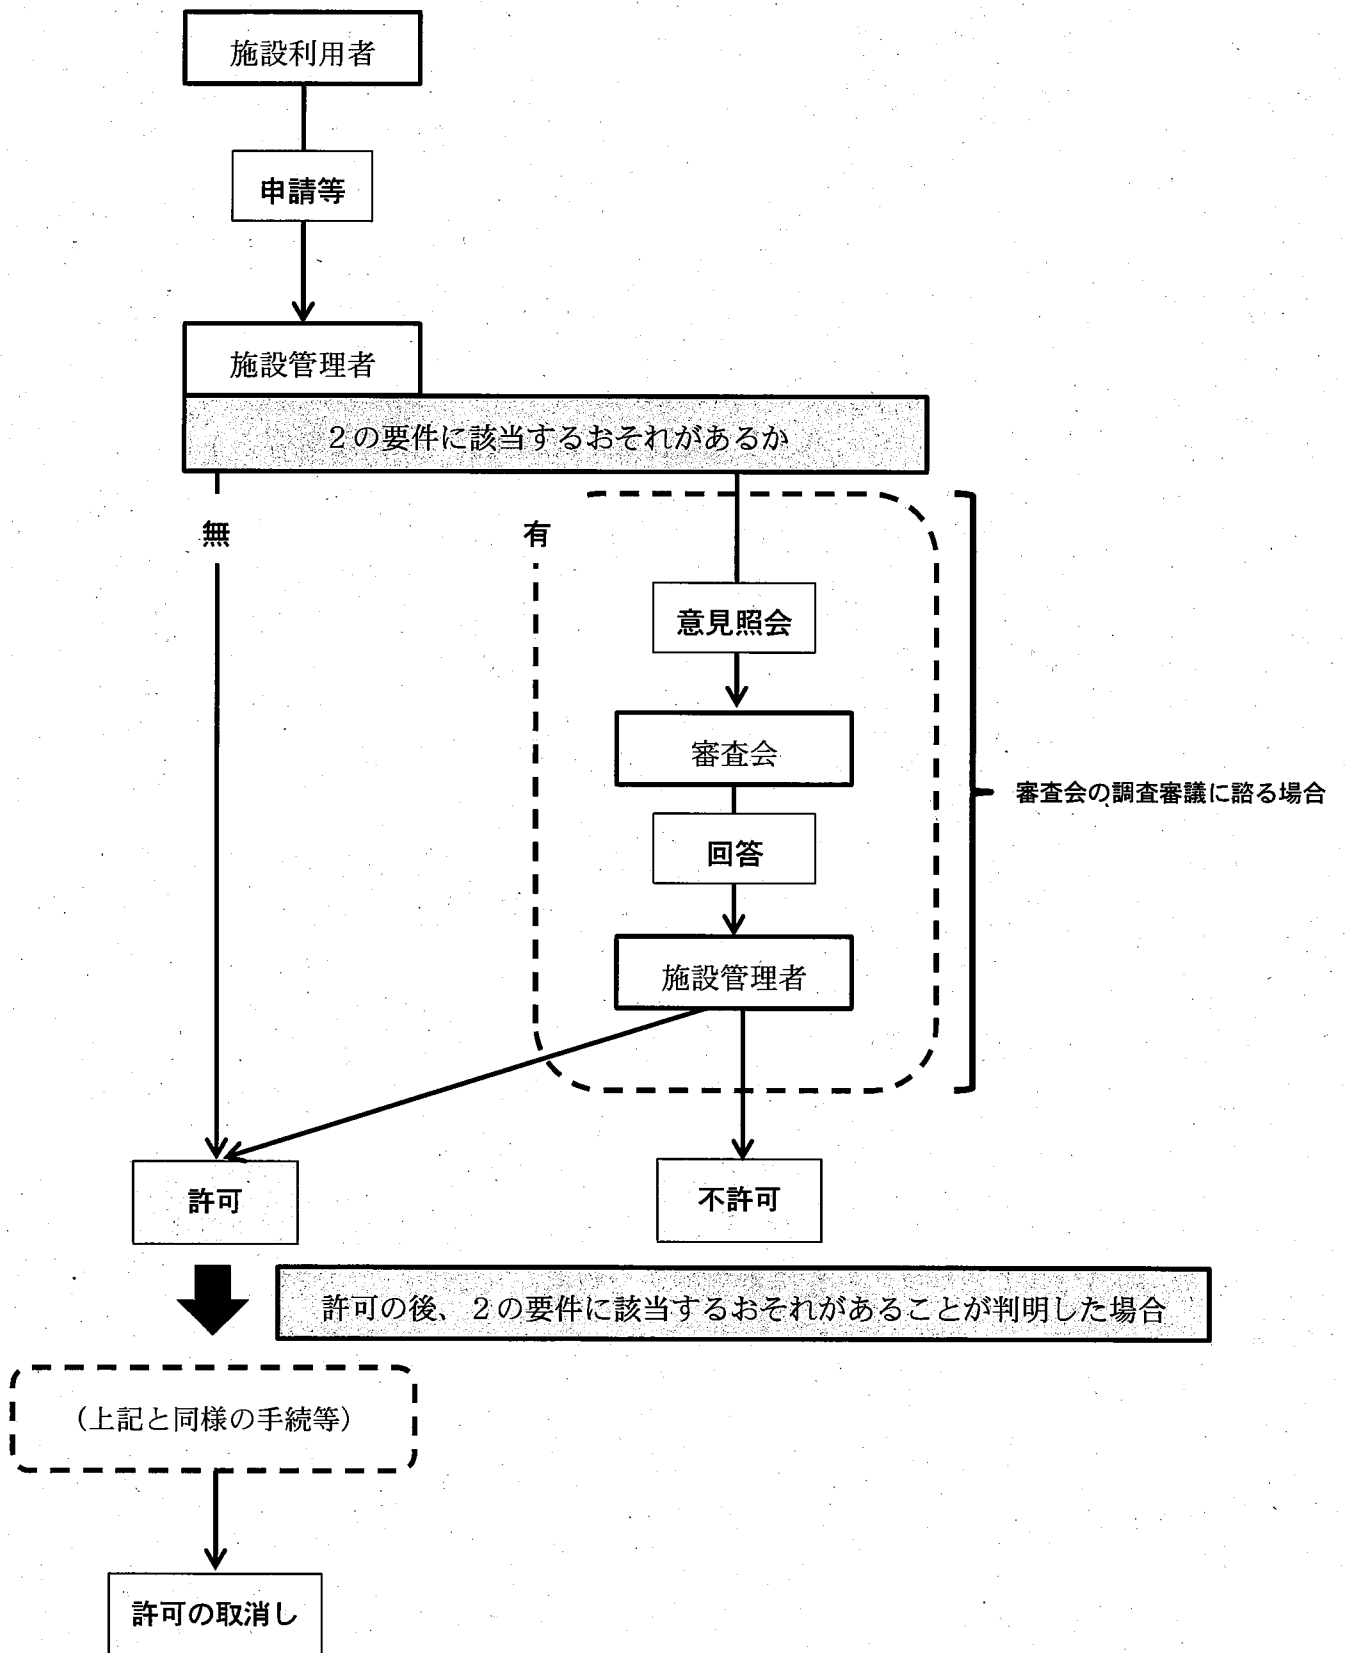 施設利用者
申請等
施設管理者
２の要件に該当するおそれがあるか
無
有
意見照会
審査会
審査会の調査審議に諮る場合
回答
施設管理者
許可
不許可
許可の後、２の要件に該当するおそれがあることが判明した場合
（上記と同様の手続等）
許可の取消し